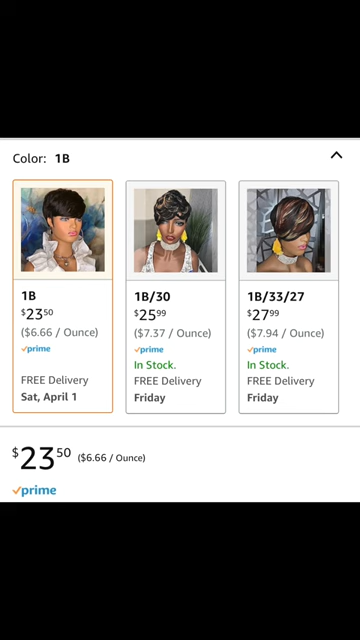 Color: 1B
1B
$23 50
($6.66 / Ounce)
prime
FREE Delivery
Sat, April 1
1B/30
$25 99
($7.37 / Ounce)
prime
In Stock.
FREE Delivery
Friday
1B/33/27
$27 99
($7.94 / Ounce)
prime
In Stock.
FREE Delivery
Friday
$23 50 ($6.66 / Ounce)
prime